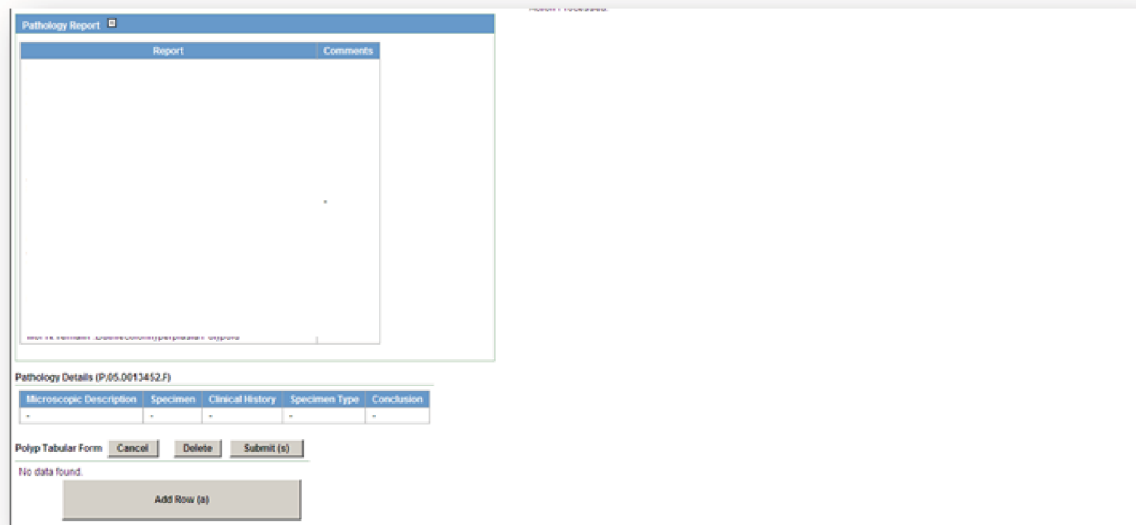 Pathology Report
Report Comments
Pathology Details (P.05.0013452.F)
Microscopic Description Specimen Clinical History Specimen Type Conclusion
- - - - -
Polyp Tabular Form Cancel Delete Submit (s)
No data found.
Add Row (a)